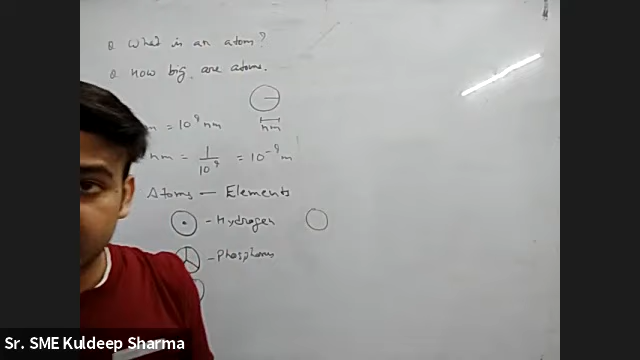 Q What is an atom?
Q How big are atoms.
nm
m = 10⁹ nm
nm = 1/10⁹ = 10⁻⁹ m
Atoms — Elements
- Hydrogen
- Phosphorus
Sr. SME Kuldeep Sharma